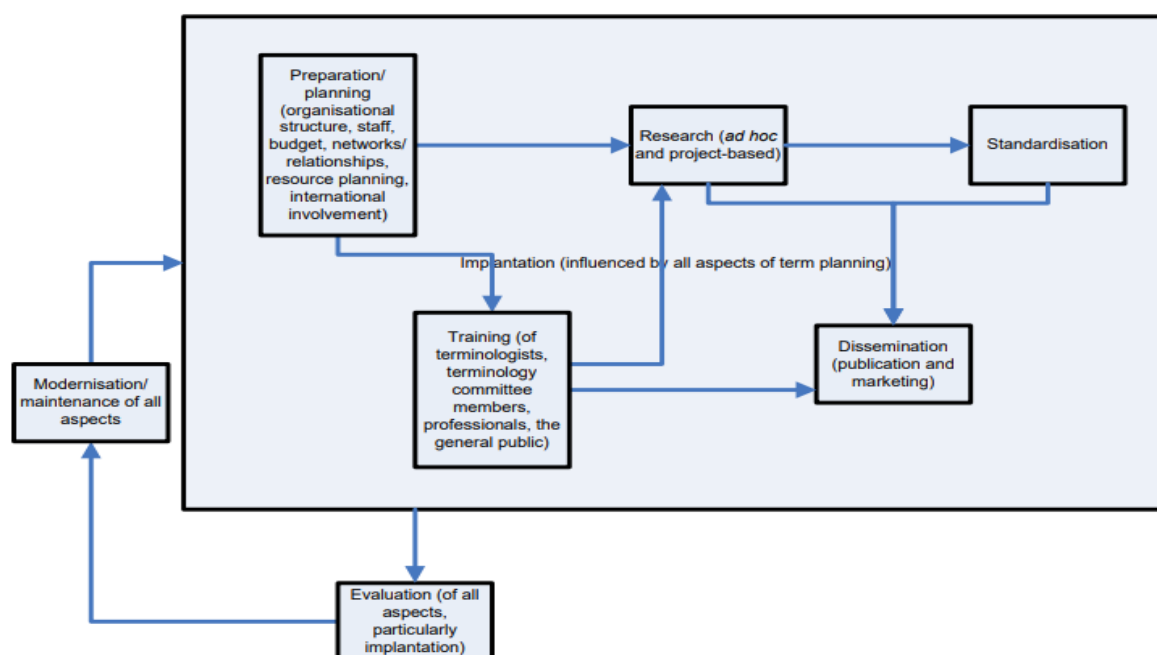 Preparation/
planning
(organisational
structure, staff,
budget, networks/
relationships,
resource planning,
international
involvement)
Research (ad hoc
and project-based)
Standardisation
Implantation (influenced by all aspects of term planning)
Training (of
terminologists,
terminology
committee
members,
professionals, the
general public)
Dissemination
(publication and
marketing)
Modernisation/
maintenance of all
aspects
Evaluation (of all
aspects,
particularly
implantation)